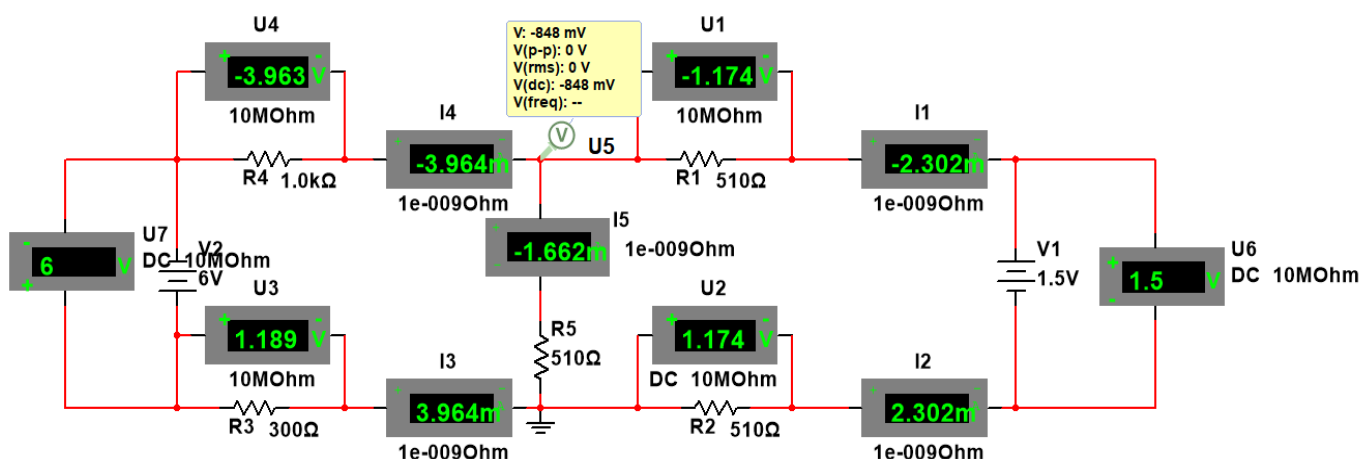 U4
+ -
-3.963 V
10MOhm
R4 1.0kΩ
I4
+ -
-3.964m
1e-009Ohm
V: -848 mV
V(p-p): 0 V
V(rms): 0 V
V(dc): -848 mV
V(freq): --
V
U5
U1
-
-1.174 V
10MOhm
R1 510Ω
I1
+ -
-2.302m
1e-009Ohm
U7
DC 10MOhm
-
6 V
+
V2
6V
I5
+
-
-1.662m
1e-009Ohm
R5
510Ω
V1
1.5V
U6
DC 10MOhm
+
1.5 V
-
U3
+ -
1.189 V
10MOhm
R3 300Ω
I3
+ -
3.964m
1e-009Ohm
U2
+ -
1.174 V
DC 10MOhm
R2 510Ω
I2
+ -
2.302m
1e-009Ohm